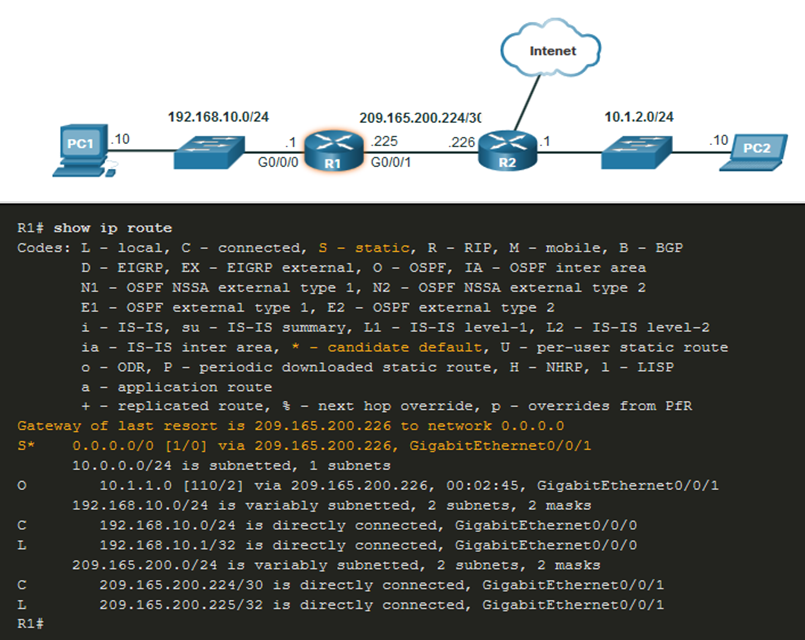 Intenet
192.168.10.0/24
209.165.200.224/30
10.1.2.0/24
PC1
.10
.1
G0/0/0
R1
.225
G0/0/1
.226
R2
.1
.10
PC2
R1# show ip route
Codes: L - local, C - connected, S - static, R - RIP, M - mobile, B - BGP
D - EIGRP, EX - EIGRP external, O - OSPF, IA - OSPF inter area
N1 - OSPF NSSA external type 1, N2 - OSPF NSSA external type 2
E1 - OSPF external type 1, E2 - OSPF external type 2
i - IS-IS, su - IS-IS summary, L1 - IS-IS level-1, L2 - IS-IS level-2
ia - IS-IS inter area, * - candidate default, U - per-user static route
o - ODR, P - periodic downloaded static route, H - NHRP, l - LISP
a - application route
+ - replicated route, % - next hop override, p - overrides from PfR
Gateway of last resort is 209.165.200.226 to network 0.0.0.0
S* 0.0.0.0/0 [1/0] via 209.165.200.226, GigabitEthernet0/0/1
10.0.0.0/24 is subnetted, 1 subnets
O 10.1.1.0 [110/2] via 209.165.200.226, 00:02:45, GigabitEthernet0/0/1
192.168.10.0/24 is variably subnetted, 2 subnets, 2 masks
C 192.168.10.0/24 is directly connected, GigabitEthernet0/0/0
L 192.168.10.1/32 is directly connected, GigabitEthernet0/0/0
209.165.200.0/24 is variably subnetted, 2 subnets, 2 masks
C 209.165.200.224/30 is directly connected, GigabitEthernet0/0/1
L 209.165.200.225/32 is directly connected, GigabitEthernet0/0/1
R1#